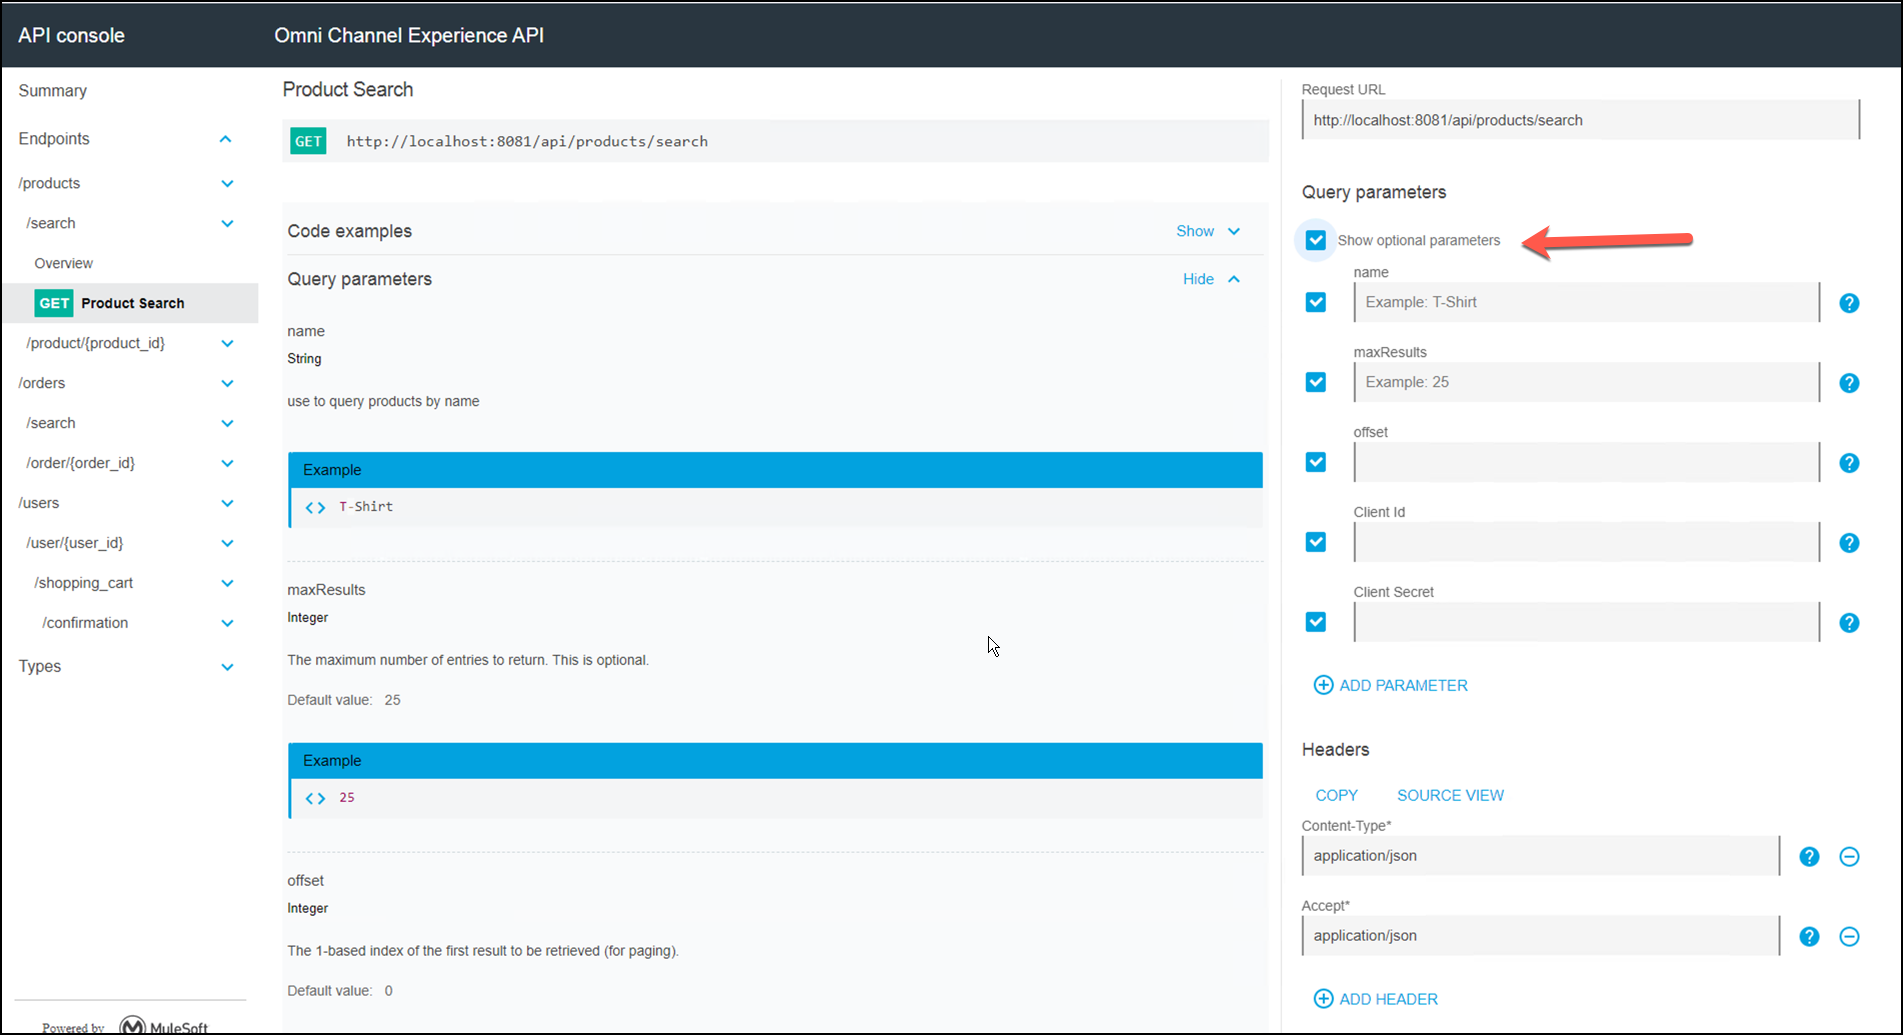 API console
Omni Channel Experience API
Summary
Endpoints
/products
/search
Overview
GET Product Search
/product/{product_id}
/orders
/search
/order/{order_id}
/users
/user/{user_id}
/shopping_cart
/confirmation
Types
Powered by MuleSoft
Product Search
GET http://localhost:8081/api/products/search
Code examples Show
Query parameters Hide
name
String
use to query products by name
Example
<> T-Shirt
maxResults
Integer
The maximum number of entries to return. This is optional.
Default value: 25
Example
<> 25
offset
Integer
The 1-based index of the first result to be retrieved (for paging).
Default value: 0
Request URL
http://localhost:8081/api/products/search
Query parameters
Show optional parameters
name
Example: T-Shirt
?
maxResults
Example: 25
?
offset
?
Client Id
?
Client Secret
?
ADD PARAMETER
Headers
COPY SOURCE VIEW
Content-Type*
application/json
?
Accept*
application/json
?
ADD HEADER